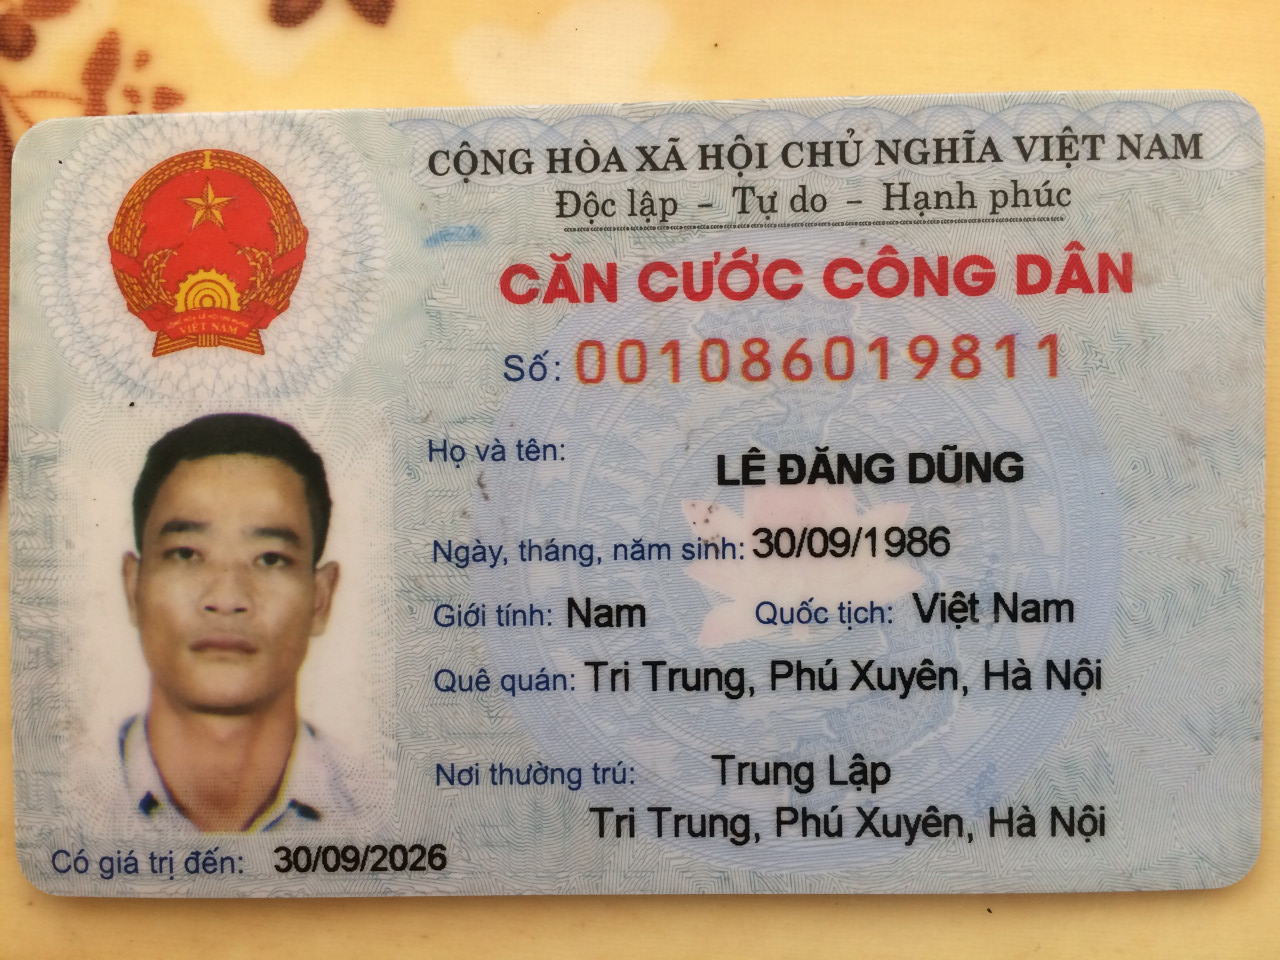 CỘNG HÒA XÃ HỘI CHỦ NGHĨA VIỆT NAM
Độc lập – Tự do – Hạnh phúc
CĂN CƯỚC CÔNG DÂN
Số: 001086019811
Họ và tên: LÊ ĐĂNG DŨNG
Ngày, tháng, năm sinh: 30/09/1986
Giới tính: Nam Quốc tịch: Việt Nam
Quê quán: Tri Trung, Phú Xuyên, Hà Nội
Nơi thường trú: Trung Lập
Tri Trung, Phú Xuyên, Hà Nội
Có giá trị đến: 30/09/2026
VIỆT NAM